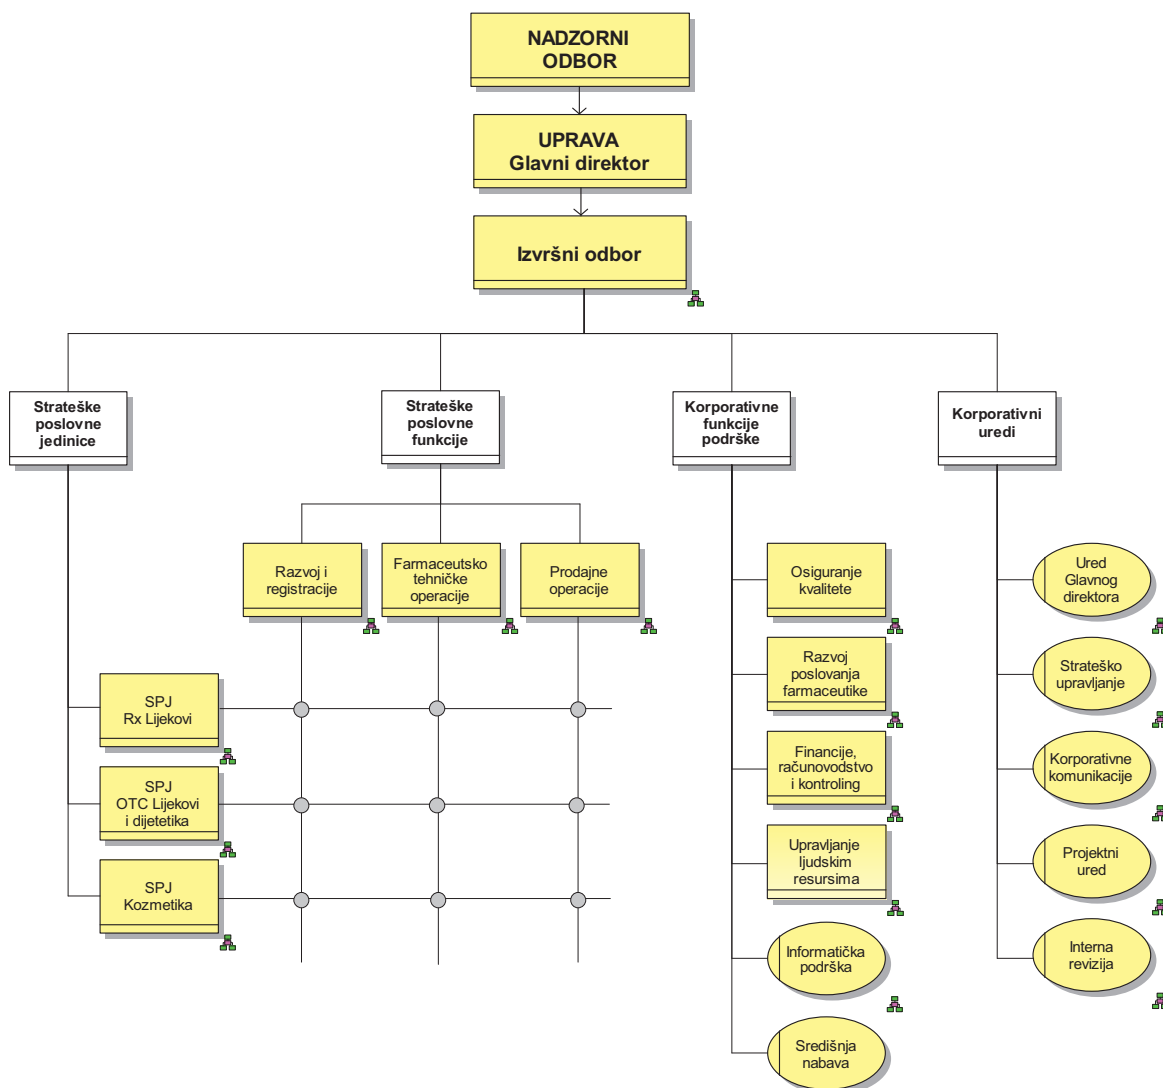 NADZORNI
ODBOR
UPRAVA
Glavni direktor
Izvršni odbor
Strateške
poslovne
jedinice
Strateške
poslovne
funkcije
Korporativne
funkcije
podrške
Korporativni
uredi
Razvoj i
registracije
Farmaceutsko
tehničke
operacije
Prodajne
operacije
SPJ
Rx Lijekovi
SPJ
OTC Lijekovi
i dijetetika
SPJ
Kozmetika
Osiguranje
kvalitete
Razvoj
poslovanja
farmaceutike
Financije,
računovodstvo
i kontroling
Upravljanje
ljudskim
resursima
Informatička
podrška
Središnja
nabava
Ured
Glavnog
direktora
Strateško
upravljanje
Korporativne
komunikacije
Projektni
ured
Interna
revizija